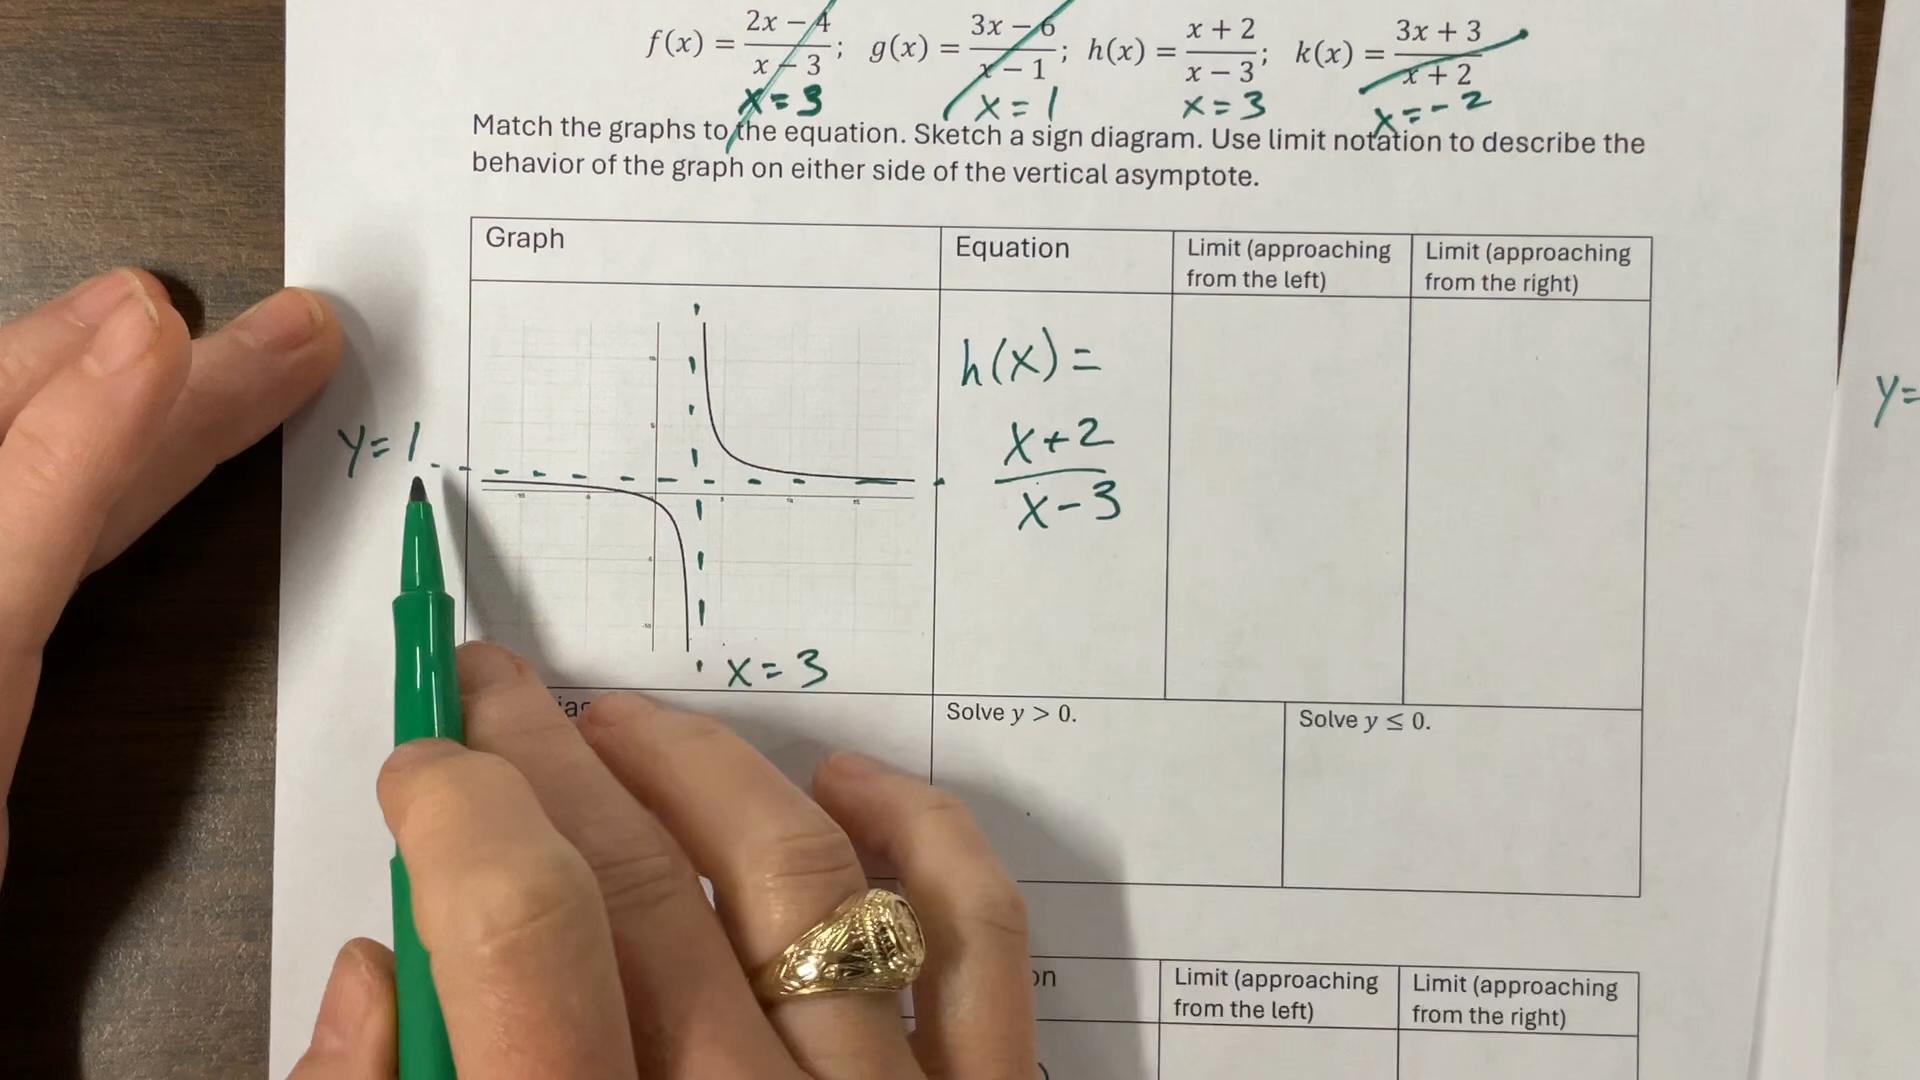 f(x) = 2x − 4 / x − 3 ; g(x) = 3x − 6 / x − 1 ; h(x) = x + 2 / x − 3 ; k(x) = 3x + 3 / x + 2
x = 3 x = 1 x = 3 x = -2
Match the graphs to the equation. Sketch a sign diagram. Use limit notation to describe the
behavior of the graph on either side of the vertical asymptote.
Graph
Equation
Limit (approaching
from the left)
Limit (approaching
from the right)
y = 1
x = 3
h(x) =
x + 2
x - 3
y =
Solve y > 0.
Solve y ≤ 0.
Limit (approaching
from the left)
Limit (approaching
from the right)